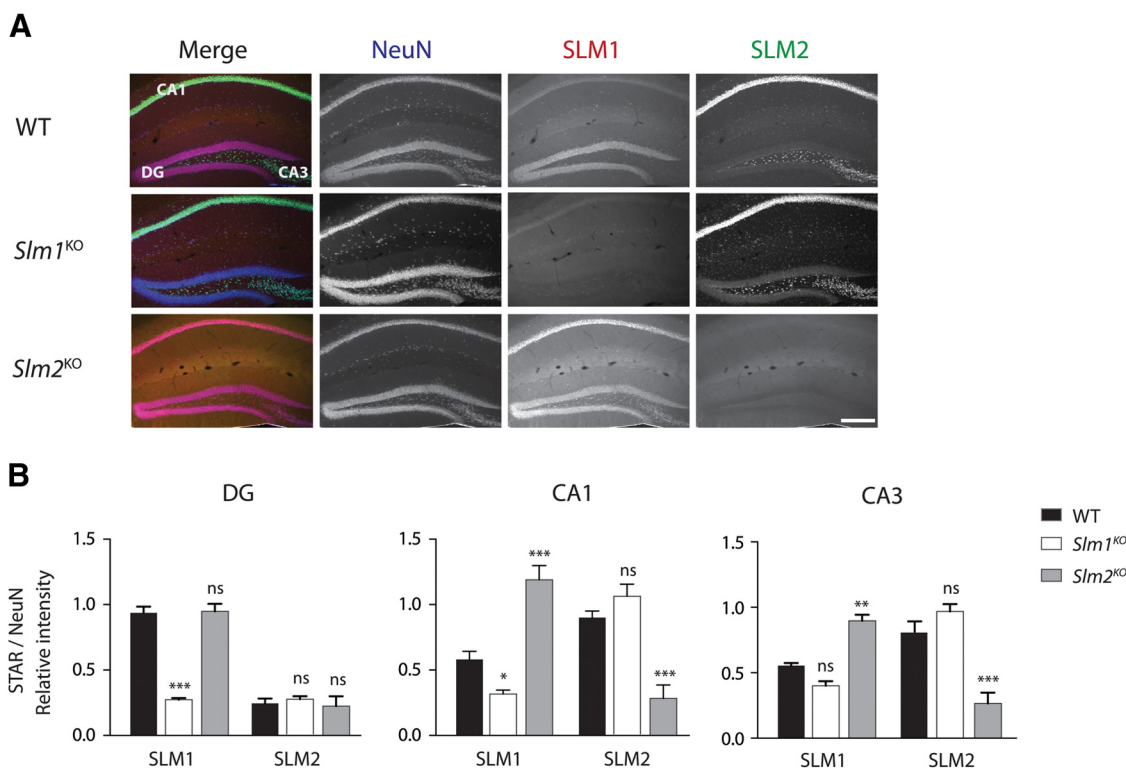 A
Merge NeuN SLM1 SLM2
WT
CA1
DG CA3
Slm1KO
Slm2KO
B
DG CA1 CA3
WT
Slm1KO
Slm2KO
STAR / NeuN
Relative intensity
1.5
1.0
0.5
0.0
*** ns ns ns
SLM1 SLM2
1.5
1.0
0.5
0.0
* *** ns ***
SLM1 SLM2
1.5
1.0
0.5
0.0
ns ** ns ***
SLM1 SLM2